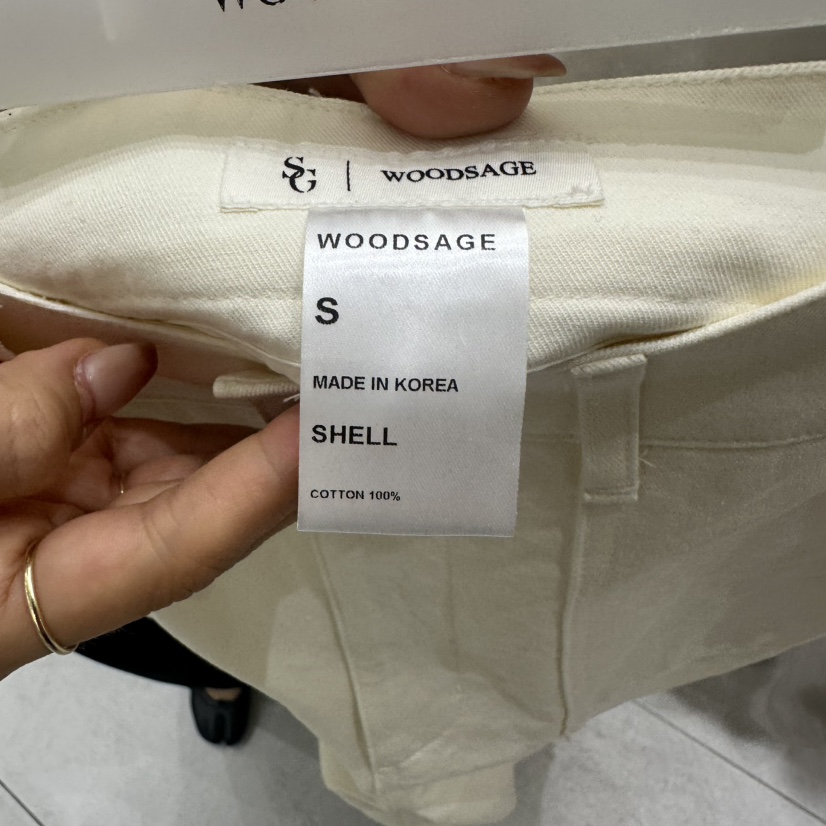 SG | WOODSAGE
WOODSAGE
S
MADE IN KOREA
SHELL
COTTON 100%